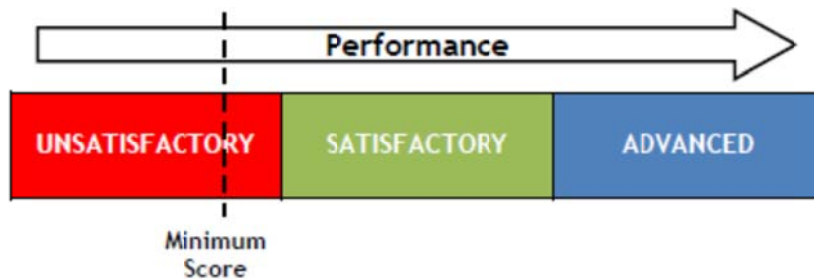 Performance
UNSATISFACTORY SATISFACTORY ADVANCED
Minimum
Score